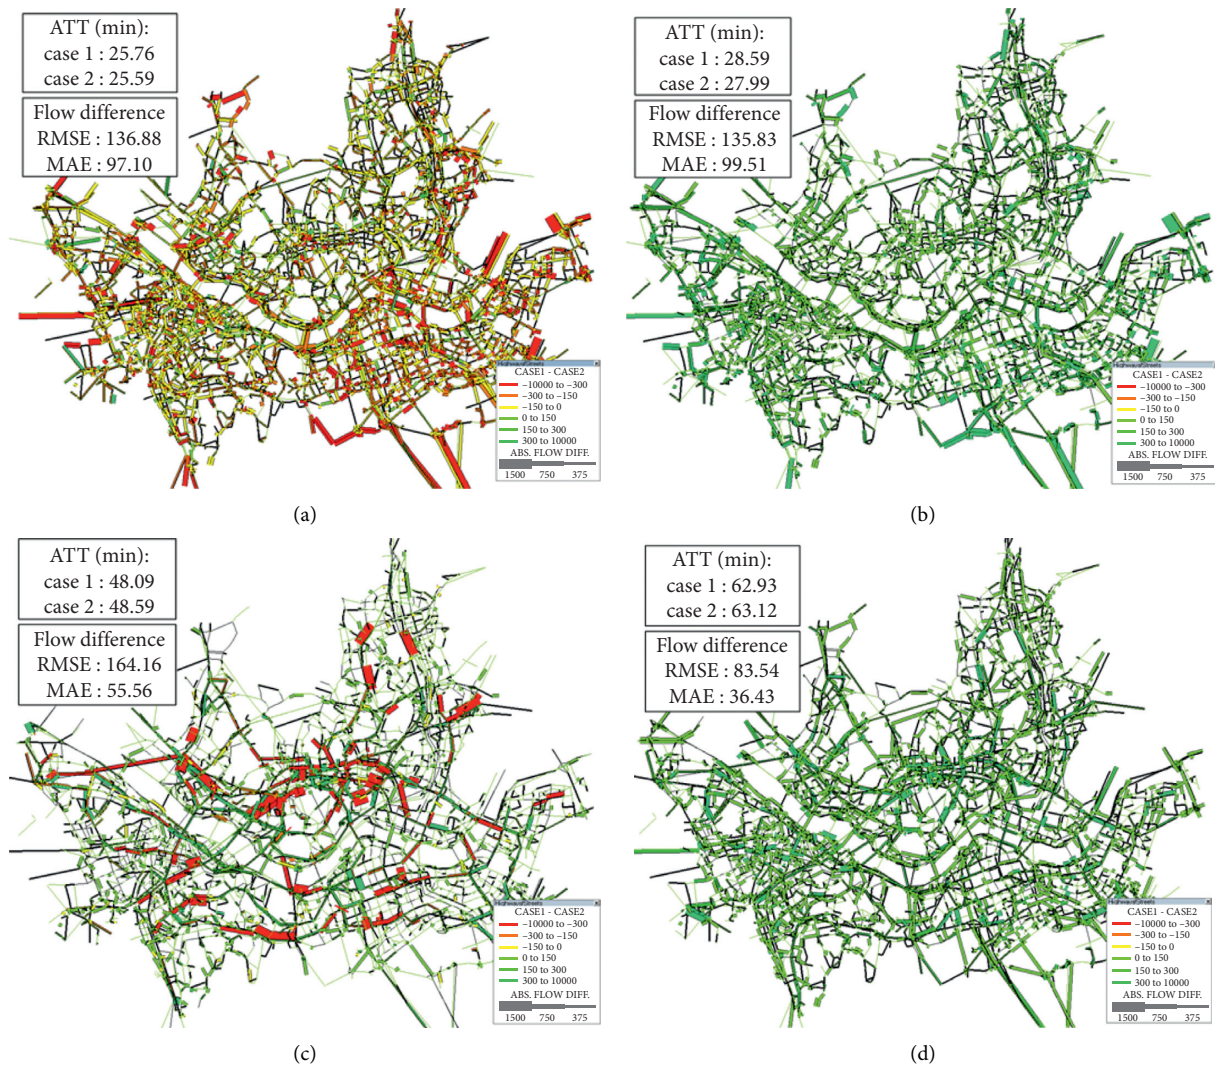 ATT (min):
case 1 : 25.76
case 2 : 25.59
Flow difference
RMSE : 136.88
MAE : 97.10
Highways/Streets
CASE1 - CASE2
−10000 to −300
−300 to −150
−150 to 0
0 to 150
150 to 300
300 to 10000
ABS. FLOW DIFF.
1500 750 375
(a)
ATT (min):
case 1 : 28.59
case 2 : 27.99
Flow difference
RMSE : 135.83
MAE : 99.51
Highways/Streets
CASE1 - CASE2
−10000 to −300
−300 to −150
−150 to 0
0 to 150
150 to 300
300 to 10000
ABS. FLOW DIFF.
1500 750 375
(b)
ATT (min):
case 1 : 48.09
case 2 : 48.59
Flow difference
RMSE : 164.16
MAE : 55.56
Highways/Streets
CASE1 - CASE2
−10000 to −300
−300 to −150
−150 to 0
0 to 150
150 to 300
300 to 10000
ABS. FLOW DIFF.
1500 750 375
(c)
ATT (min):
case 1 : 62.93
case 2 : 63.12
Flow difference
RMSE : 83.54
MAE : 36.43
Highways/Streets
CASE1 - CASE2
−10000 to −300
−300 to −150
−150 to 0
0 to 150
150 to 300
300 to 10000
ABS. FLOW DIFF.
1500 750 375
(d)